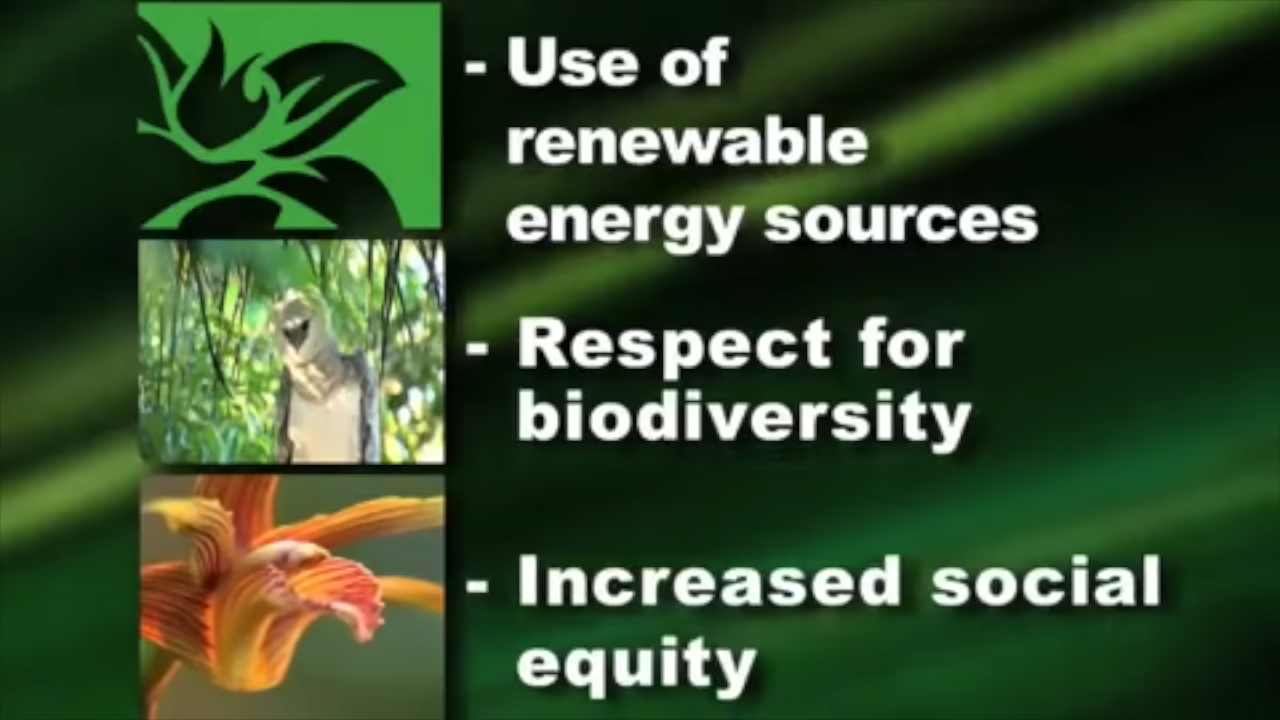 - Use of
renewable
energy sources
- Respect for
biodiversity
- Increased social
equity